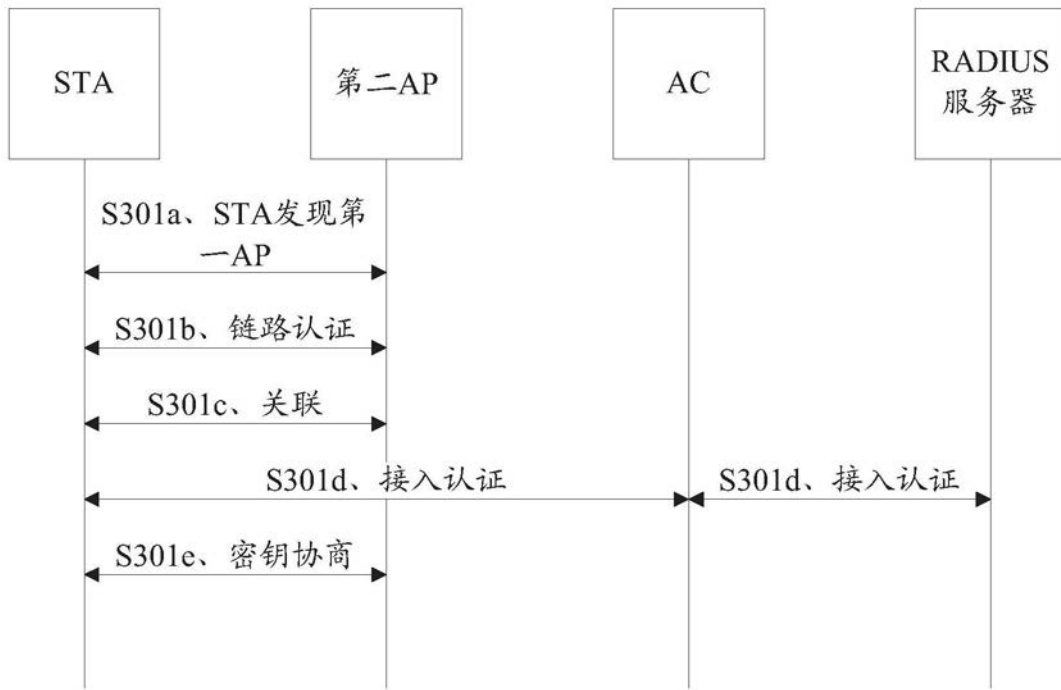 STA
第二AP
AC
RADIUS
服务器
S301a、STA发现第
一AP
S301b、链路认证
S301c、关联
S301d、接入认证
S301d、接入认证
S301e、密钥协商